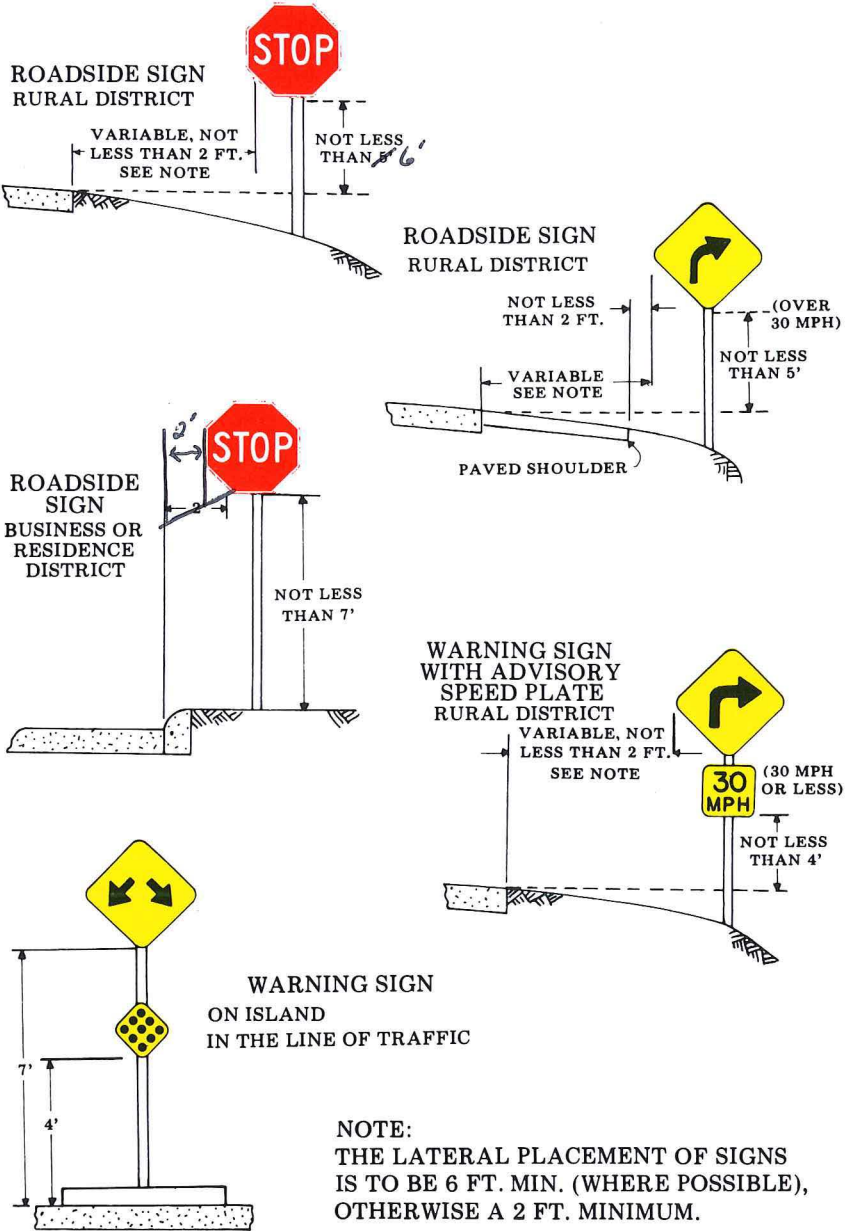 STOP
ROADSIDE SIGN
RURAL DISTRICT
VARIABLE, NOT
LESS THAN 2 FT.
SEE NOTE
NOT LESS
THAN 5' 6'
ROADSIDE SIGN
RURAL DISTRICT
NOT LESS
THAN 2 FT.
(OVER
30 MPH)
NOT LESS
THAN 5'
VARIABLE
SEE NOTE
PAVED SHOULDER
2'
STOP
2
ROADSIDE
SIGN
BUSINESS OR
RESIDENCE
DISTRICT
NOT LESS
THAN 7'
WARNING SIGN
WITH ADVISORY
SPEED PLATE
RURAL DISTRICT
VARIABLE, NOT
LESS THAN 2 FT.
SEE NOTE
30
MPH
(30 MPH
OR LESS)
NOT LESS
THAN 4'
WARNING SIGN
ON ISLAND
IN THE LINE OF TRAFFIC
7'
4'
NOTE:
THE LATERAL PLACEMENT OF SIGNS
IS TO BE 6 FT. MIN. (WHERE POSSIBLE),
OTHERWISE A 2 FT. MINIMUM.